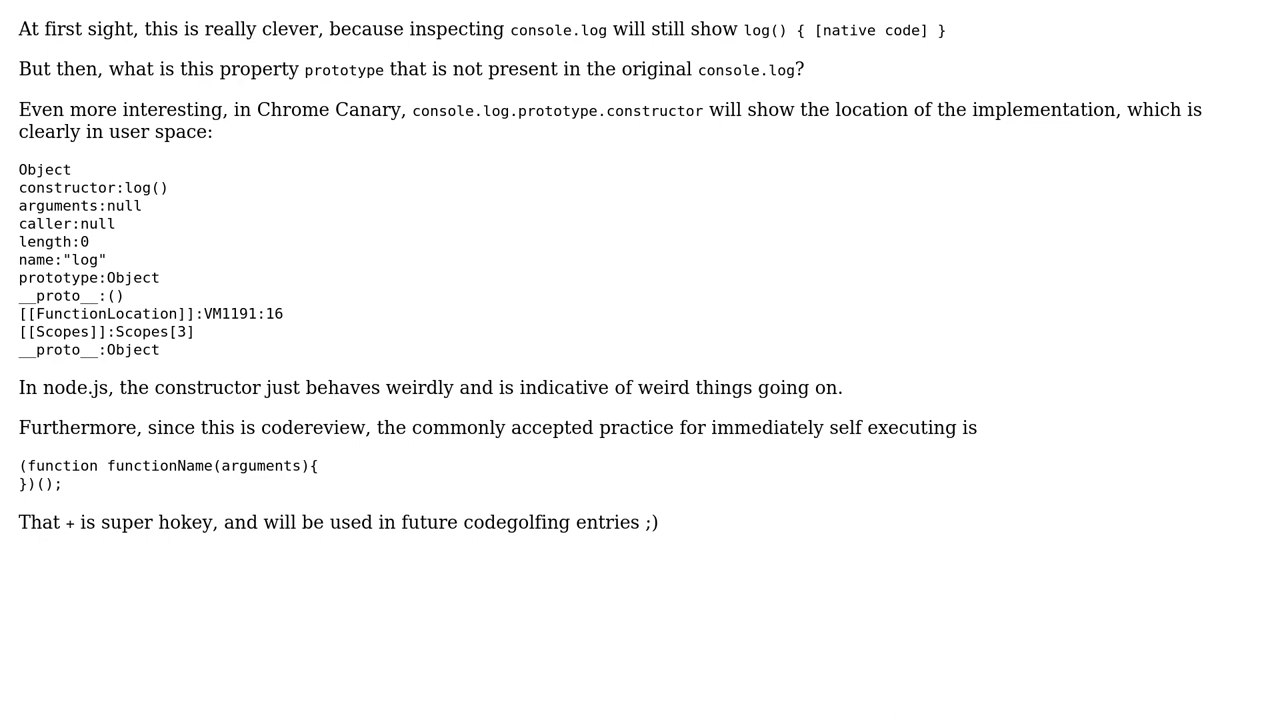 At first sight, this is really clever, because inspecting console.log will still show log() { [native code] }
But then, what is this property prototype that is not present in the original console.log?
Even more interesting, in Chrome Canary, console.log.prototype.constructor will show the location of the implementation, which is
clearly in user space:
Object
constructor:log()
arguments:null
caller:null
length:0
name:"log"
prototype:Object
__proto__:()
[[FunctionLocation]]:VM1191:16
[[Scopes]]:Scopes[3]
__proto__:Object
In node.js, the constructor just behaves weirdly and is indicative of weird things going on.
Furthermore, since this is codereview, the commonly accepted practice for immediately self executing is
(function functionName(arguments){
})();
That + is super hokey, and will be used in future codegolfing entries ;)